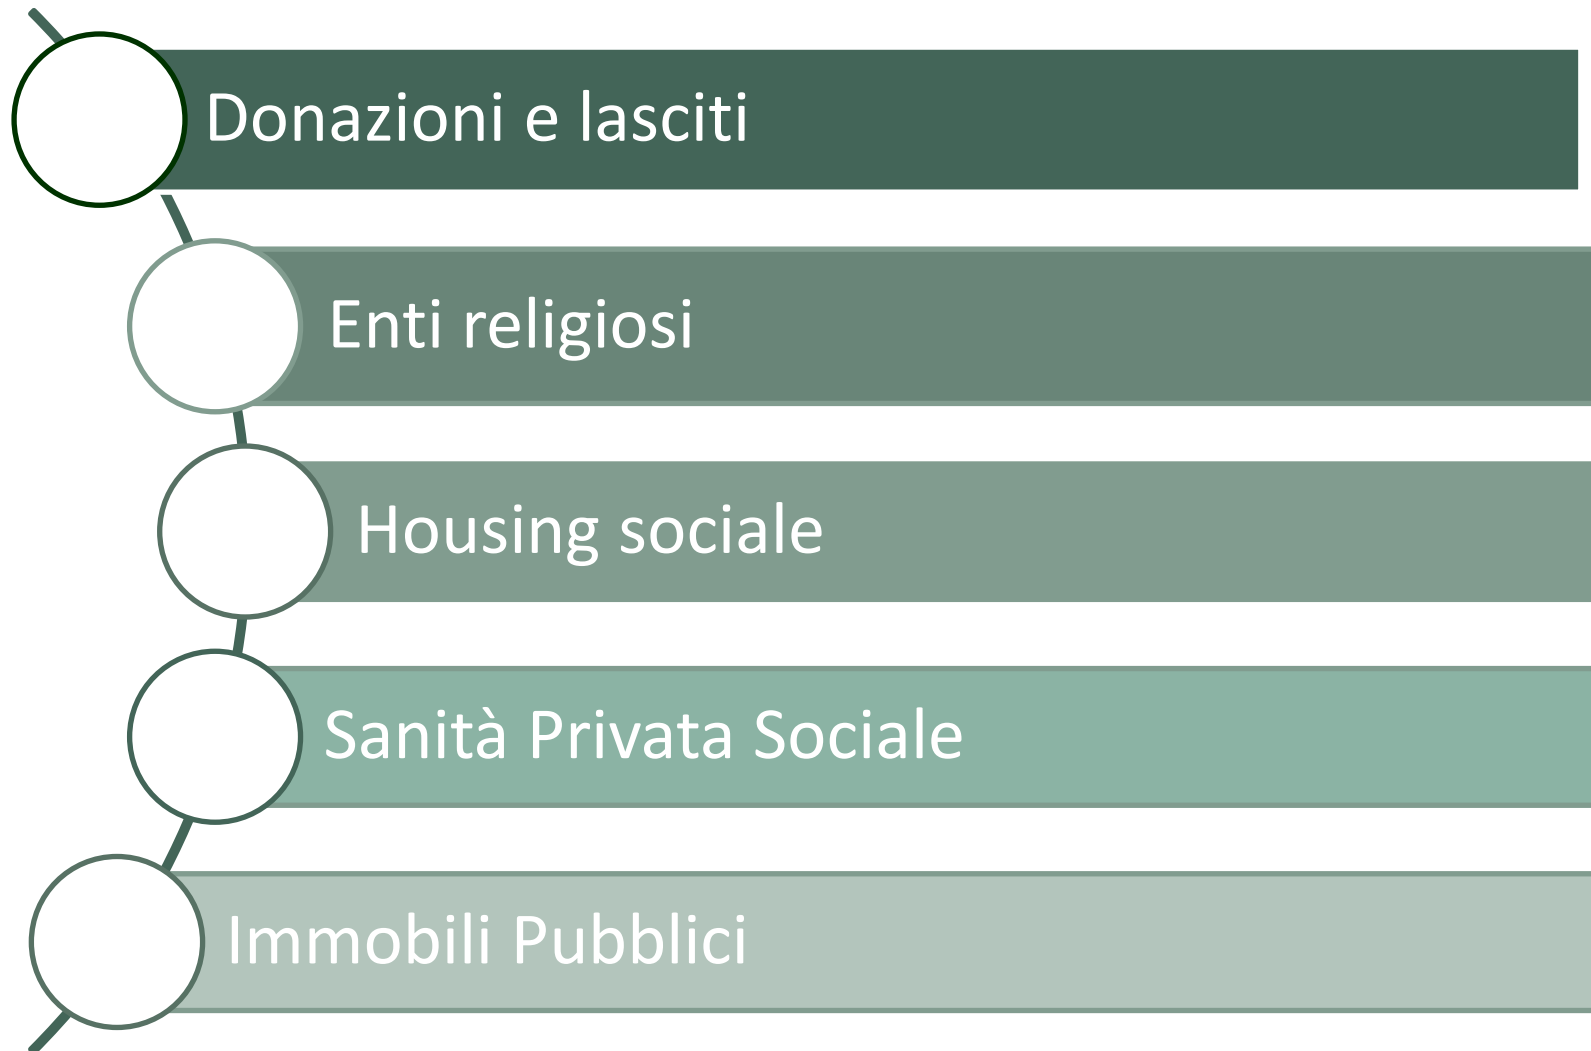 Donazioni e lasciti
Enti religiosi
Housing sociale
Sanità Privata Sociale
Immobili Pubblici